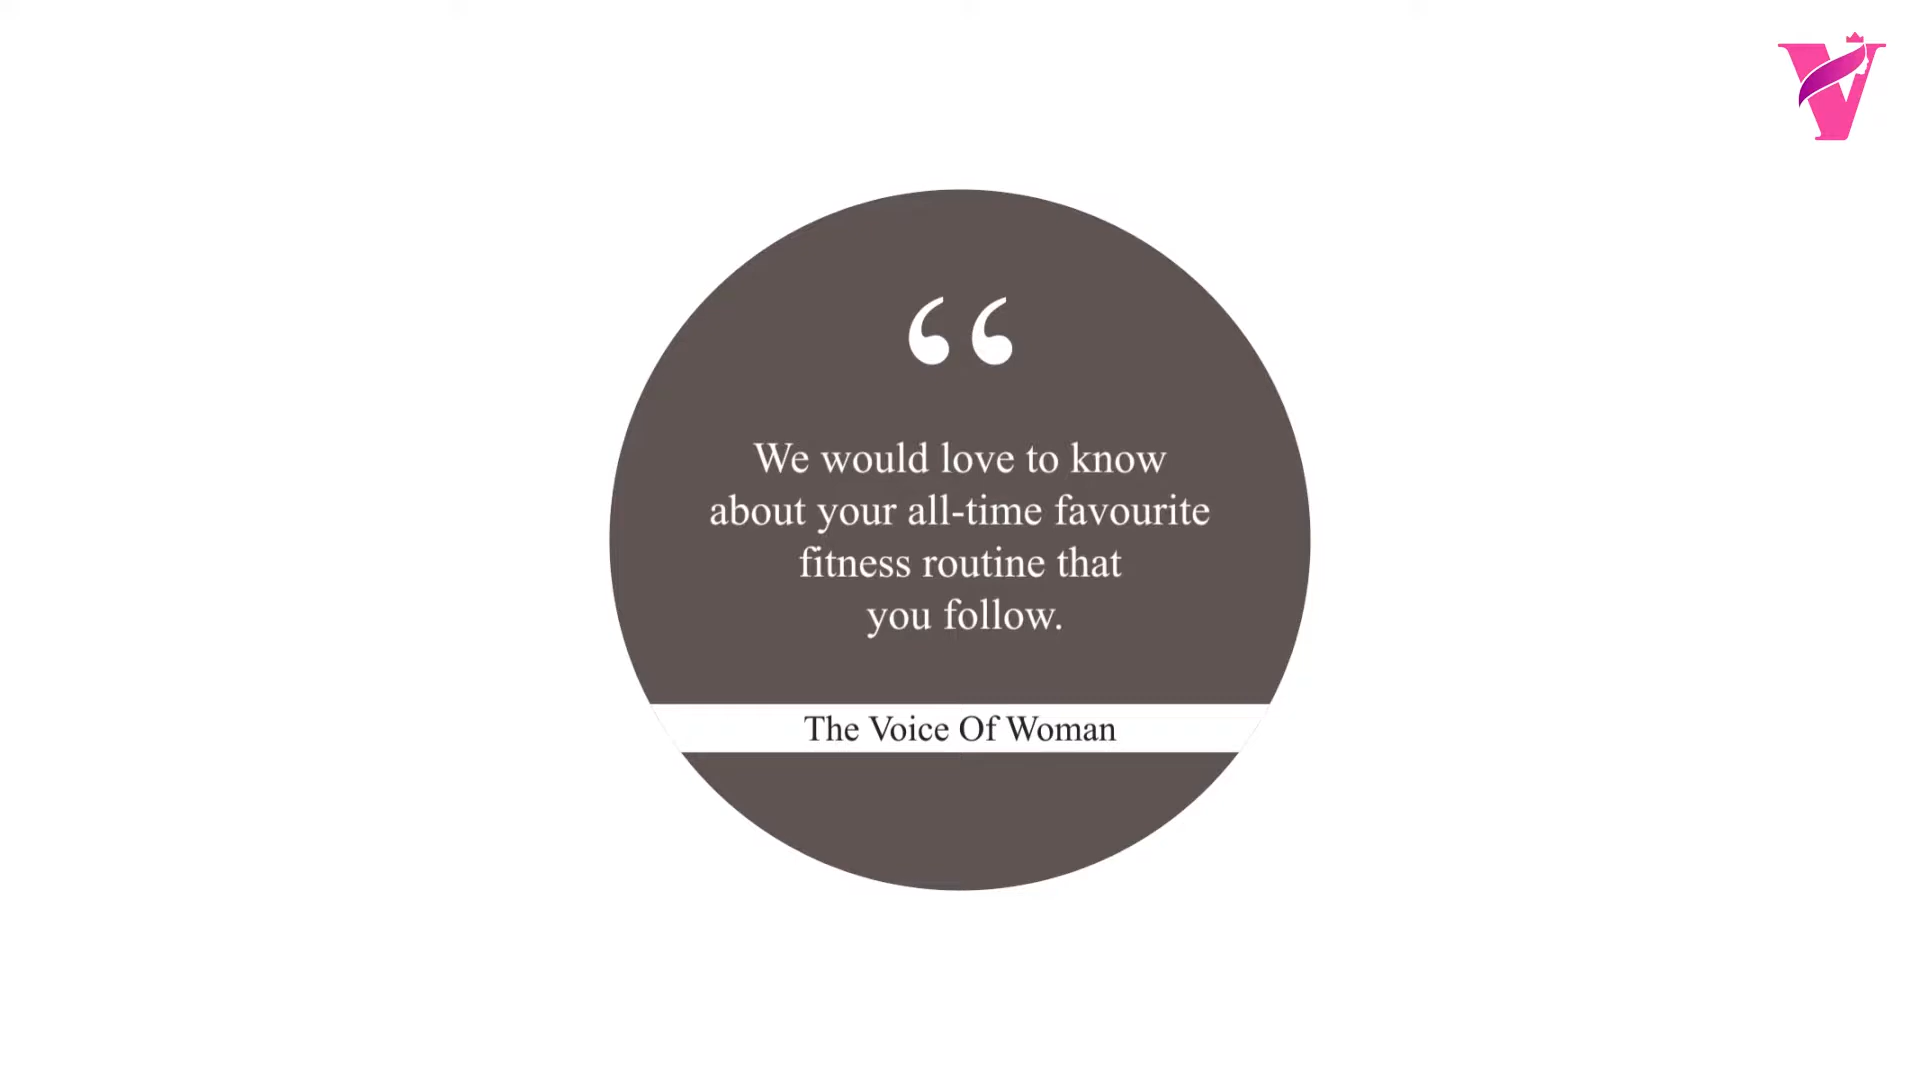 We would love to know
about your all-time favourite
fitness routine that
you follow.
The Voice Of Woman